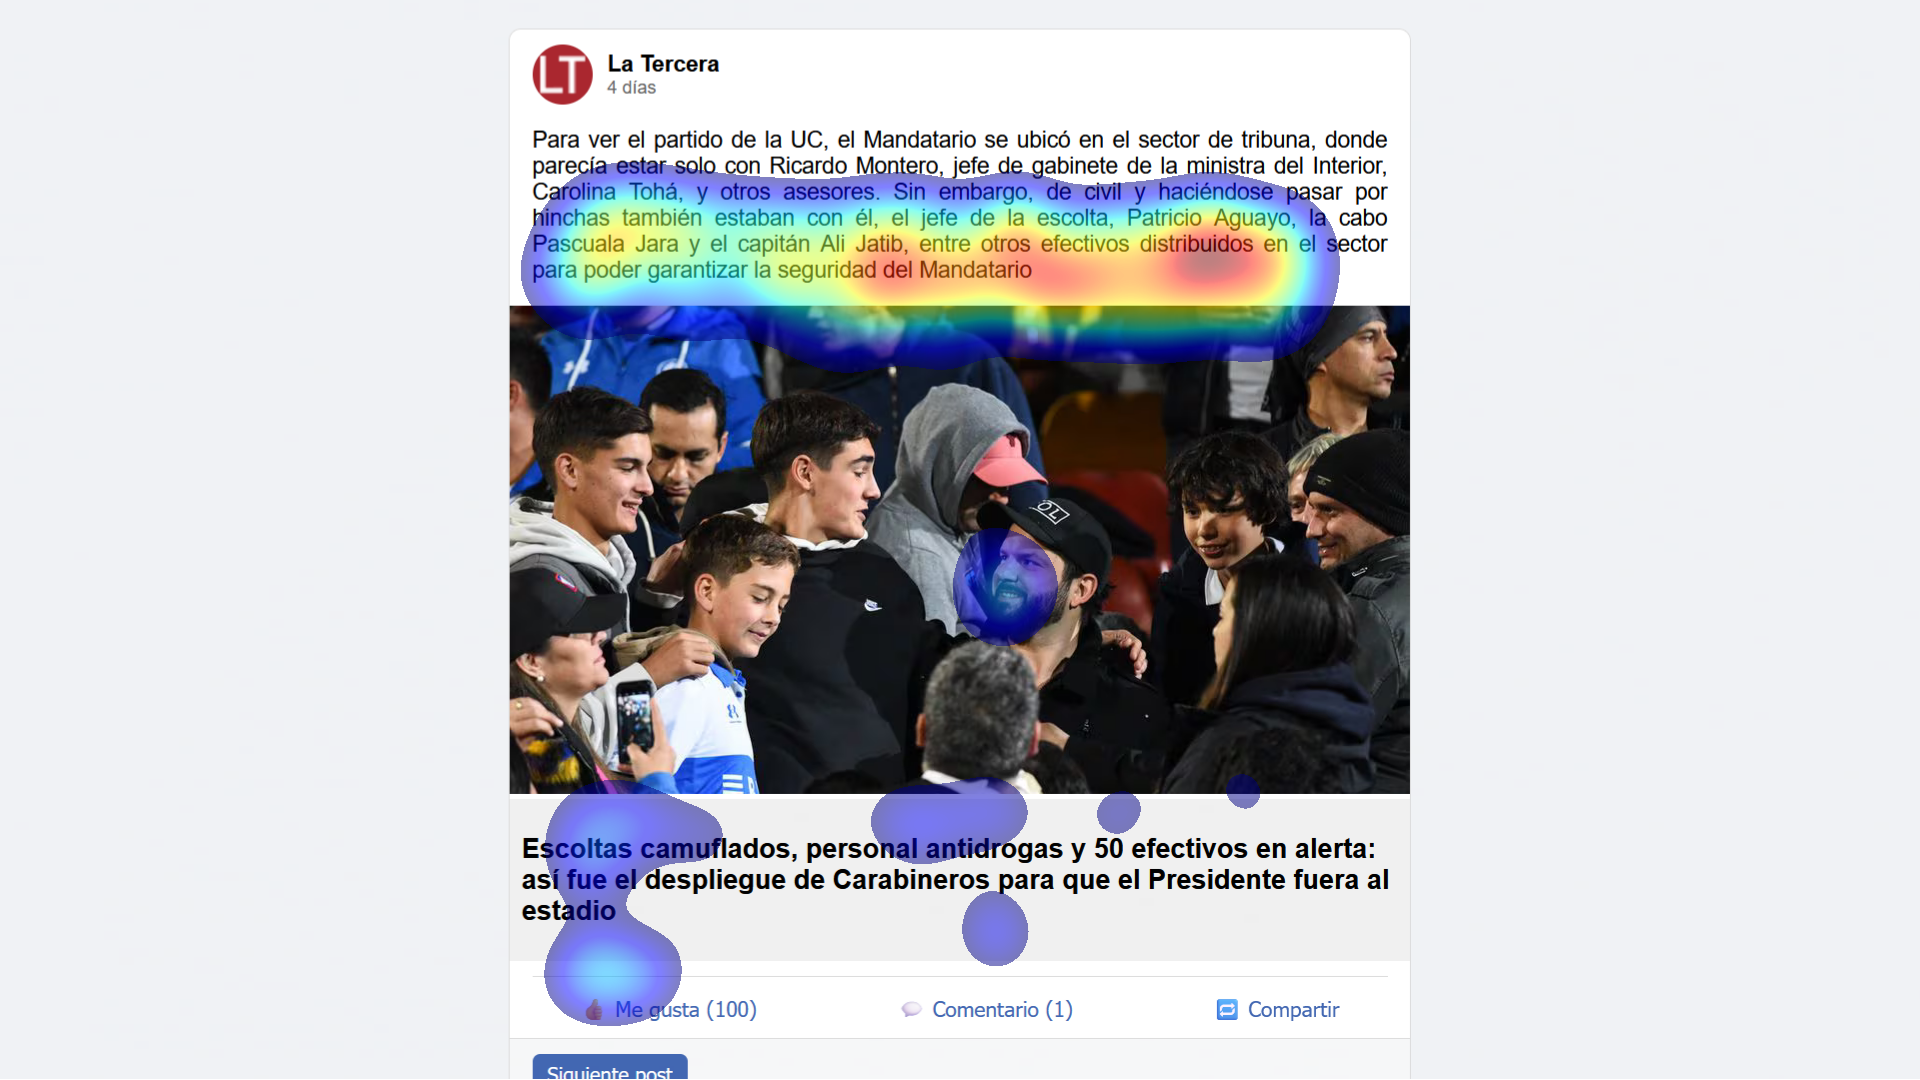 LT
La Tercera
4 días
Para ver el partido de la UC, el Mandatario se ubicó en el sector de tribuna, donde
parecía estar solo con Ricardo Montero, jefe de gabinete de la ministra del Interior,
Carolina Tohá, y otros asesores. Sin embargo, de civil y haciéndose pasar por
hinchas también estaban con él, el jefe de la escolta, Patricio Aguayo, la cabo
Pascuala Jara y el capitán Ali Jatib, entre otros efectivos distribuidos en el sector
para poder garantizar la seguridad del Mandatario
OL
Escoltas camuflados, personal antidrogas y 50 efectivos en alerta:
así fue el despliegue de Carabineros para que el Presidente fuera al
estadio
Me gusta (100)
Comentario (1)
Compartir
Siguiente post